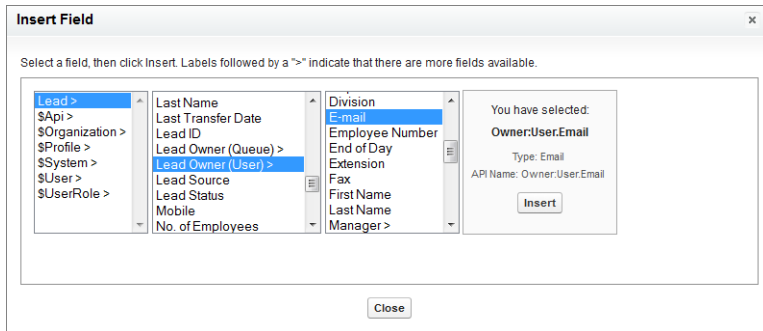 Insert Field
×
Select a field, then click Insert. Labels followed by a ">" indicate that there are more fields available.
Lead >
$Api >
$Organization >
$Profile >
$System >
$User >
$UserRole >
Last Name
Last Transfer Date
Lead ID
Lead Owner (Queue) >
Lead Owner (User) >
Lead Source
Lead Status
Mobile
No. of Employees
Division
E-mail
Employee Number
End of Day
Extension
Fax
First Name
Last Name
Manager >
You have selected:
Owner:User.Email
Type: Email
API Name: Owner:User.Email
Insert
Close